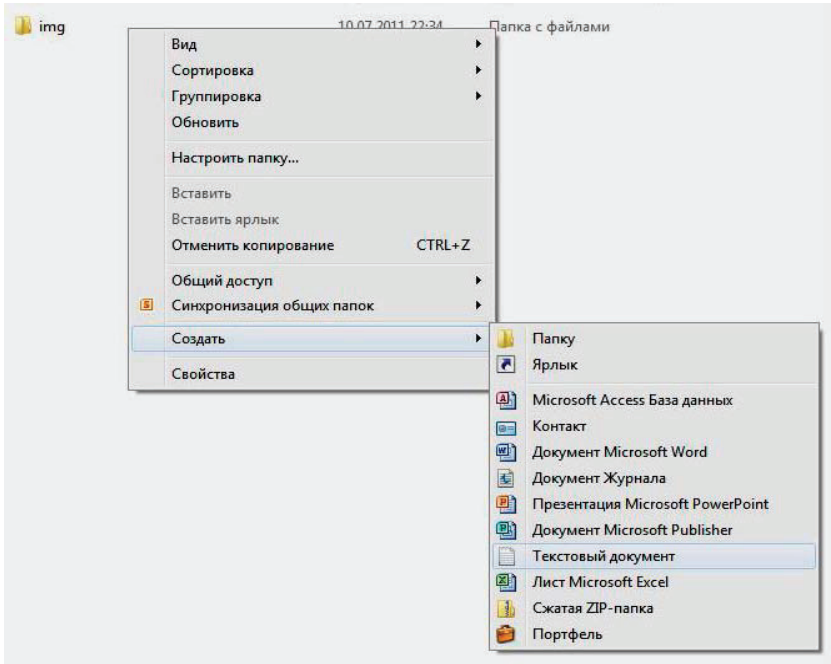 img 10.07.2011 22:34 Папка с файлами
Вид
Сортировка
Группировка
Обновить
Настроить папку...
Вставить
Вставить ярлык
Отменить копирование CTRL+Z
Общий доступ
Синхронизация общих папок
Создать
Свойства
Папку
Ярлык
Microsoft Access База данных
Контакт
Документ Microsoft Word
Документ Журнала
Презентация Microsoft PowerPoint
Документ Microsoft Publisher
Текстовый документ
Лист Microsoft Excel
Сжатая ZIP-папка
Портфель